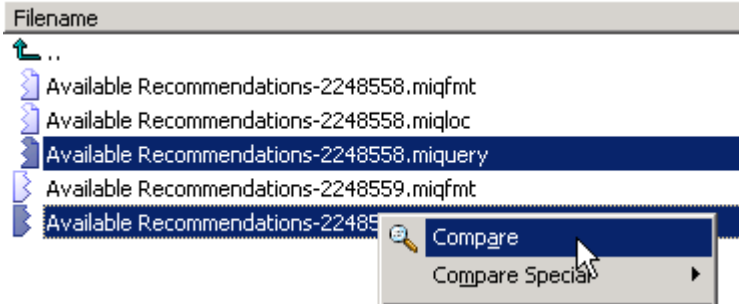 Filename
..
Available Recommendations-2248558.miqfmt
Available Recommendations-2248558.miqloc
Available Recommendations-2248558.miquery
Available Recommendations-2248559.miqfmt
Available Recommendations-22485
Compare
Compare Special